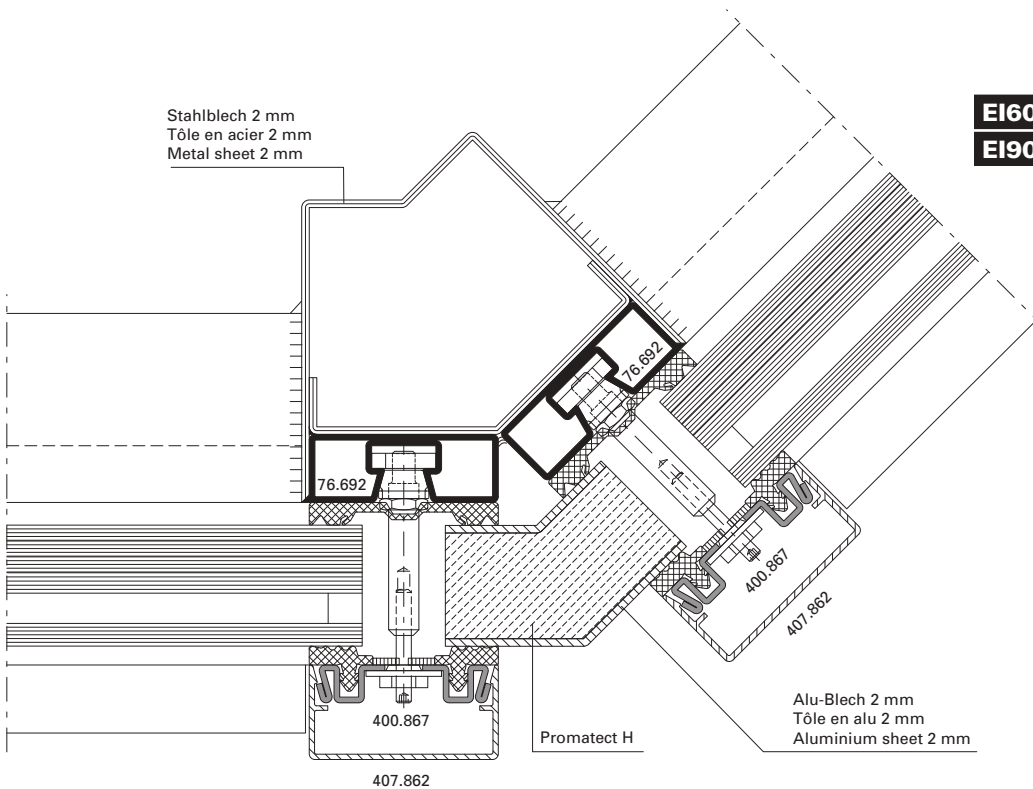 Stahlblech 2 mm
Tôle en acier 2 mm
Metal sheet 2 mm
EI60
EI90
76.692
76.692
400.867
407.862
400.867
407.862
Promatect H
Alu-Blech 2 mm
Tôle en alu 2 mm
Aluminium sheet 2 mm